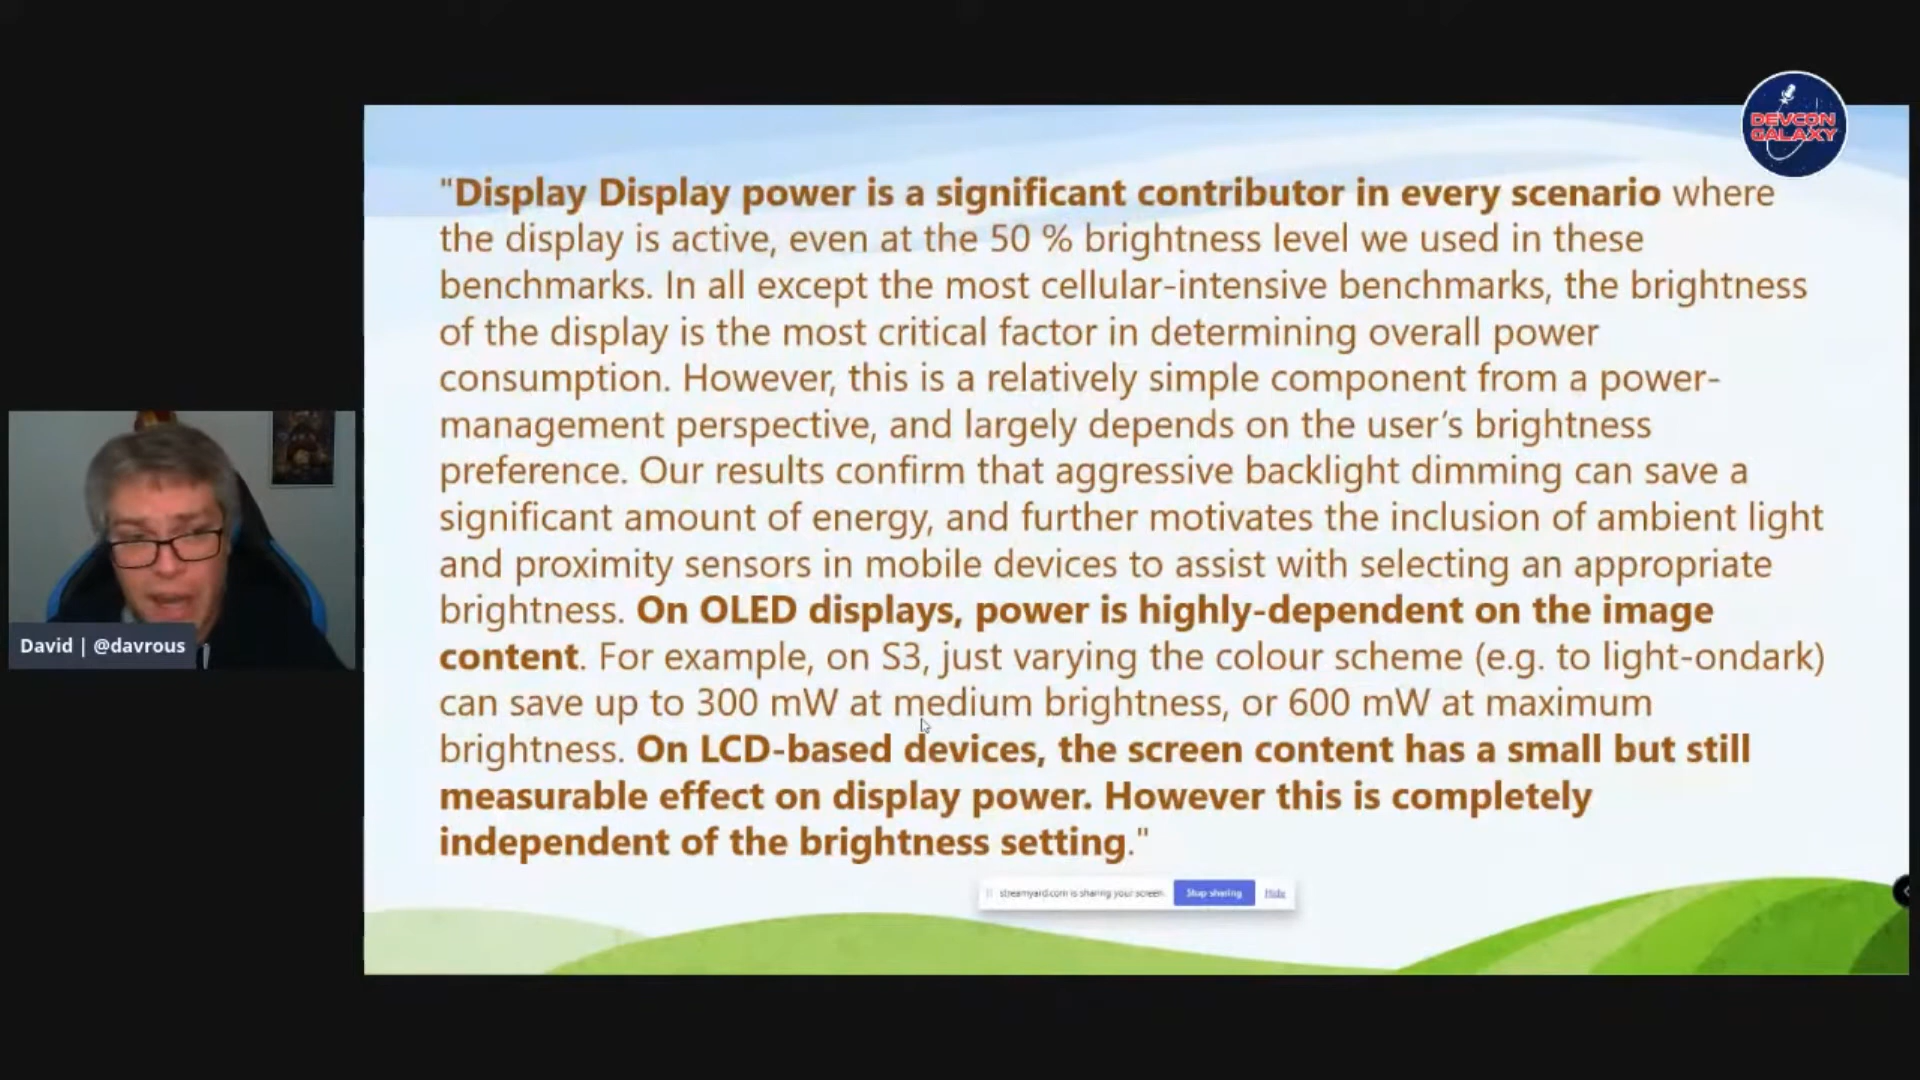 DEVCON
GALAXY
"Display Display power is a significant contributor in every scenario where
the display is active, even at the 50 % brightness level we used in these
benchmarks. In all except the most cellular-intensive benchmarks, the brightness
of the display is the most critical factor in determining overall power
consumption. However, this is a relatively simple component from a power-
management perspective, and largely depends on the user’s brightness
preference. Our results confirm that aggressive backlight dimming can save a
significant amount of energy, and further motivates the inclusion of ambient light
and proximity sensors in mobile devices to assist with selecting an appropriate
brightness. On OLED displays, power is highly-dependent on the image
content. For example, on S3, just varying the colour scheme (e.g. to light-ondark)
can save up to 300 mW at medium brightness, or 600 mW at maximum
brightness. On LCD-based devices, the screen content has a small but still
measurable effect on display power. However this is completely
independent of the brightness setting."
David | @davrous
streamyard.com is sharing your screen. Stop sharing Hide